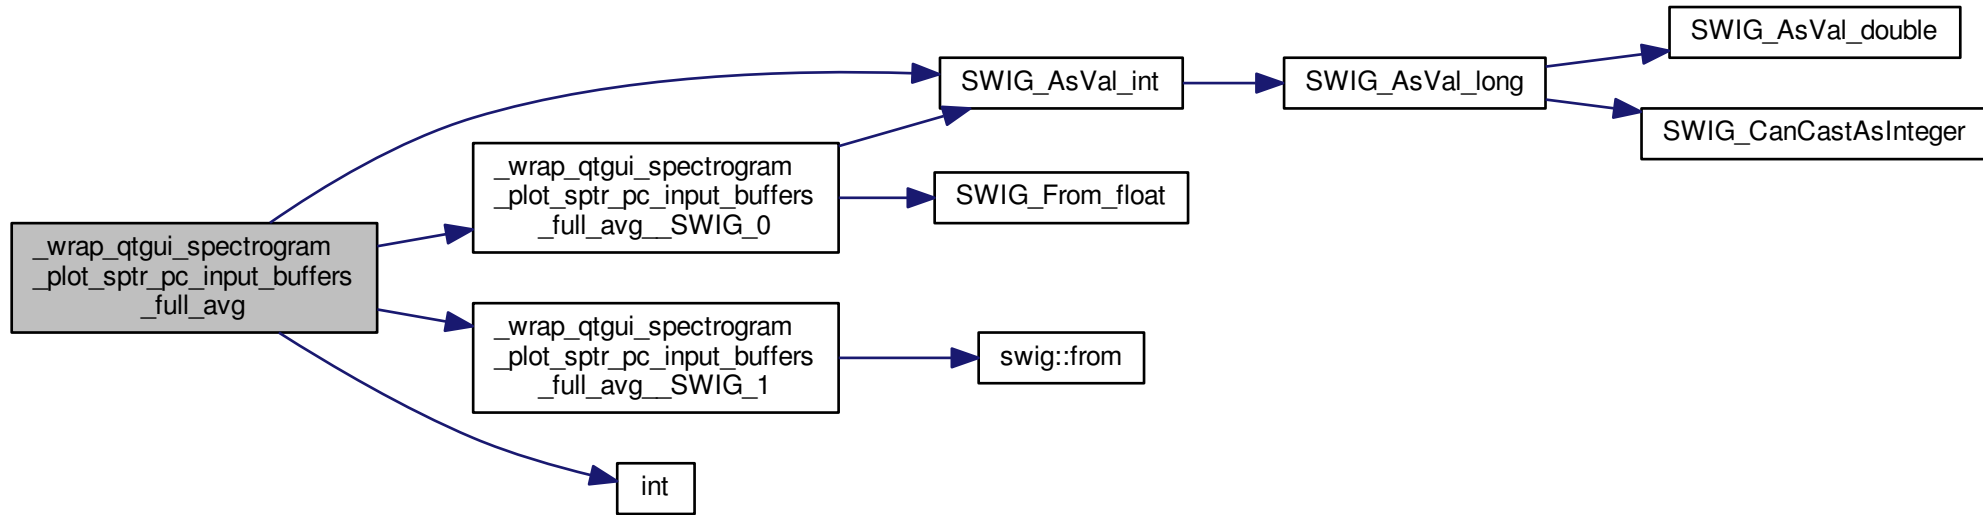 _wrap_qtgui_spectrogram
_plot_sptr_pc_input_buffers
_full_avg
_wrap_qtgui_spectrogram
_plot_sptr_pc_input_buffers
_full_avg__SWIG_0
_wrap_qtgui_spectrogram
_plot_sptr_pc_input_buffers
_full_avg__SWIG_1
int
SWIG_AsVal_int
SWIG_From_float
swig::from
SWIG_AsVal_long
SWIG_AsVal_double
SWIG_CanCastAsInteger